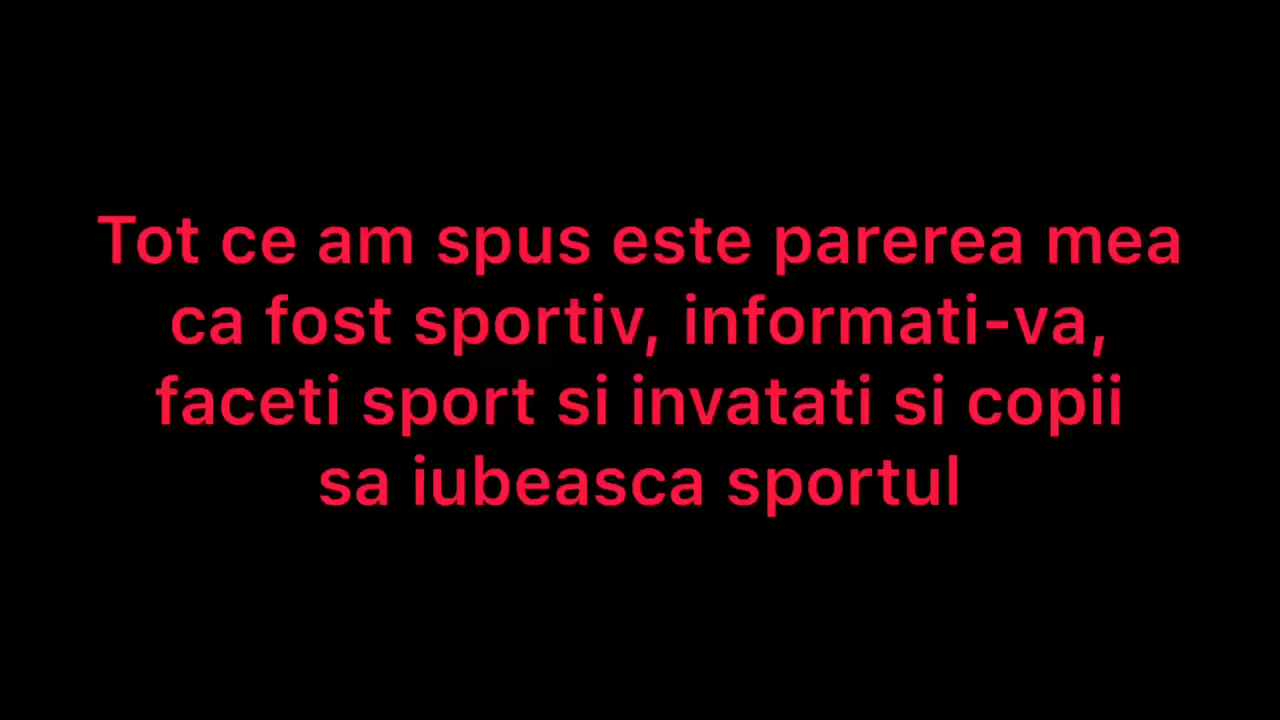 Tot ce am spus este parerea mea
ca fost sportiv, informati-va,
faceti sport si invatati si copii
sa iubeasca sportul